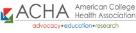 ACHA American College
Health Association
advocacy • education • research